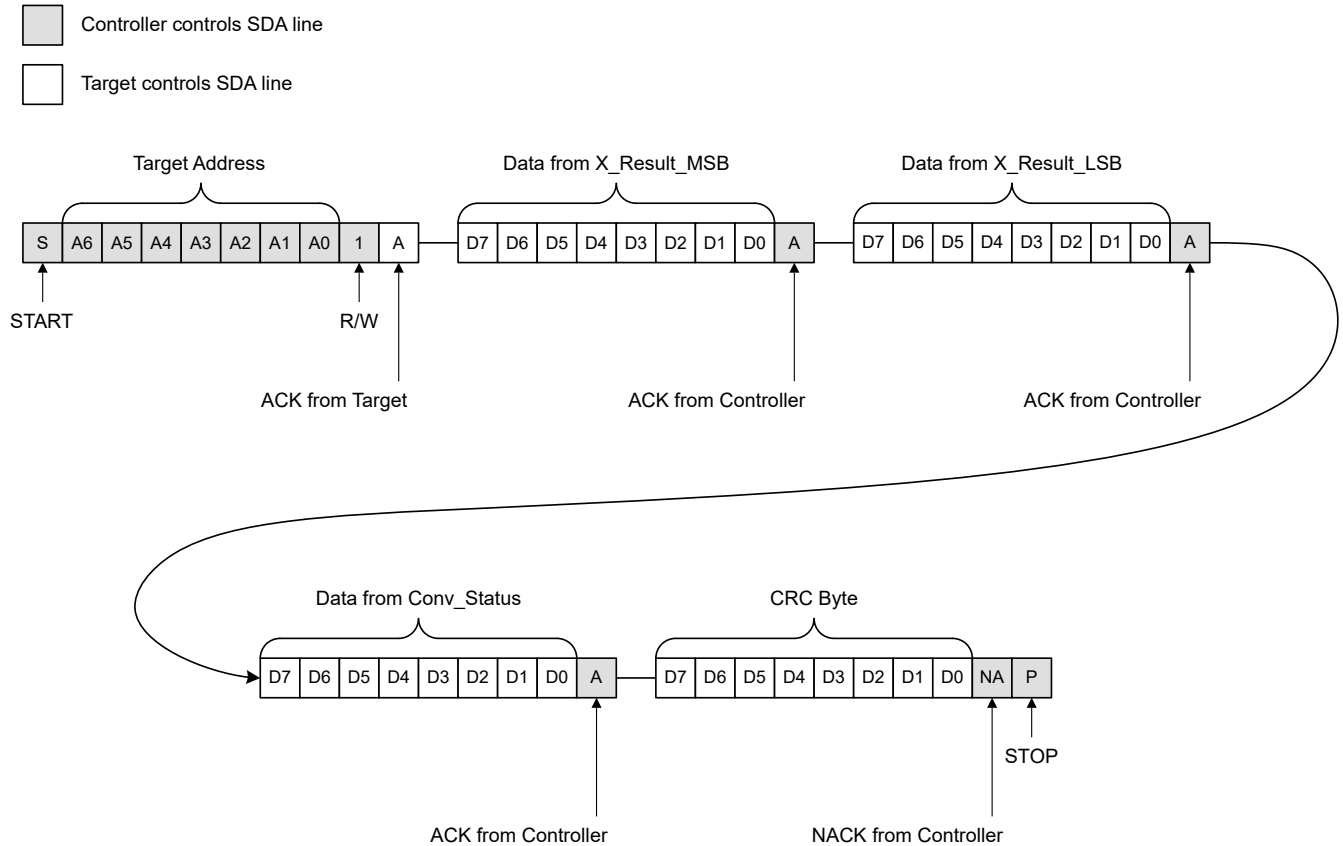 Controller controls SDA line
Target controls SDA line
Target Address
Data from X_Result_MSB
Data from X_Result_LSB
S A6 A5 A4 A3 A2 A1 A0 1 A D7 D6 D5 D4 D3 D2 D1 D0 A D7 D6 D5 D4 D3 D2 D1 D0 A
START
R/W
ACK from Target
ACK from Controller
ACK from Controller
Data from Conv_Status
CRC Byte
D7 D6 D5 D4 D3 D2 D1 D0 A D7 D6 D5 D4 D3 D2 D1 D0 NA P
STOP
ACK from Controller
NACK from Controller